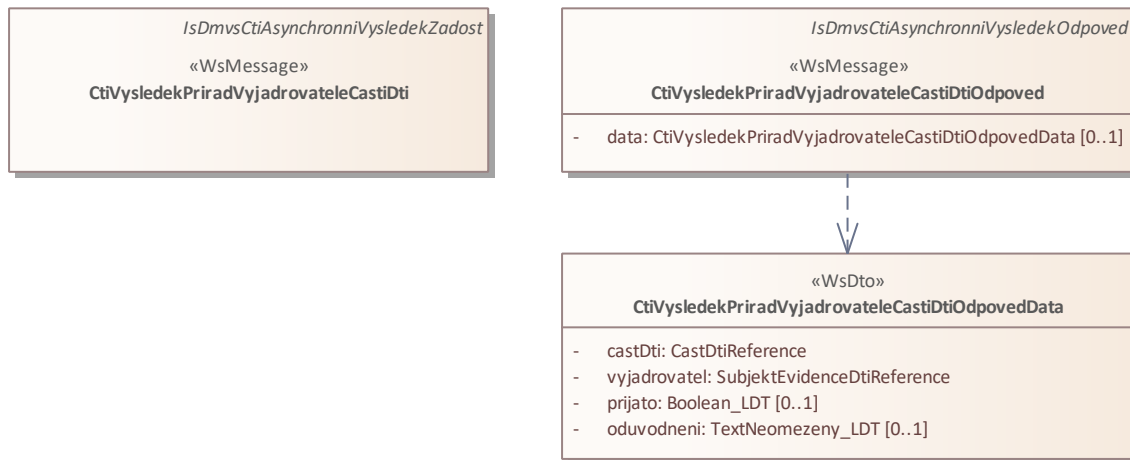 IsDmvsCtiAsynchronniVysledekZadost
«WsMessage»
CtiVysledekPriradVyjadrovateleCastiDti
IsDmvsCtiAsynchronniVysledekOdpoved
«WsMessage»
CtiVysledekPriradVyjadrovateleCastiDtiOdpoved
- data: CtiVysledekPriradVyjadrovateleCastiDtiOdpovedData [0..1]
«WsDto»
CtiVysledekPriradVyjadrovateleCastiDtiOdpovedData
- castDti: CastDtiReference
- vyjadrovatel: SubjektEvidenceDtiReference
- prijato: Boolean_LDT [0..1]
- oduvodneni: TextNeomezeny_LDT [0..1]